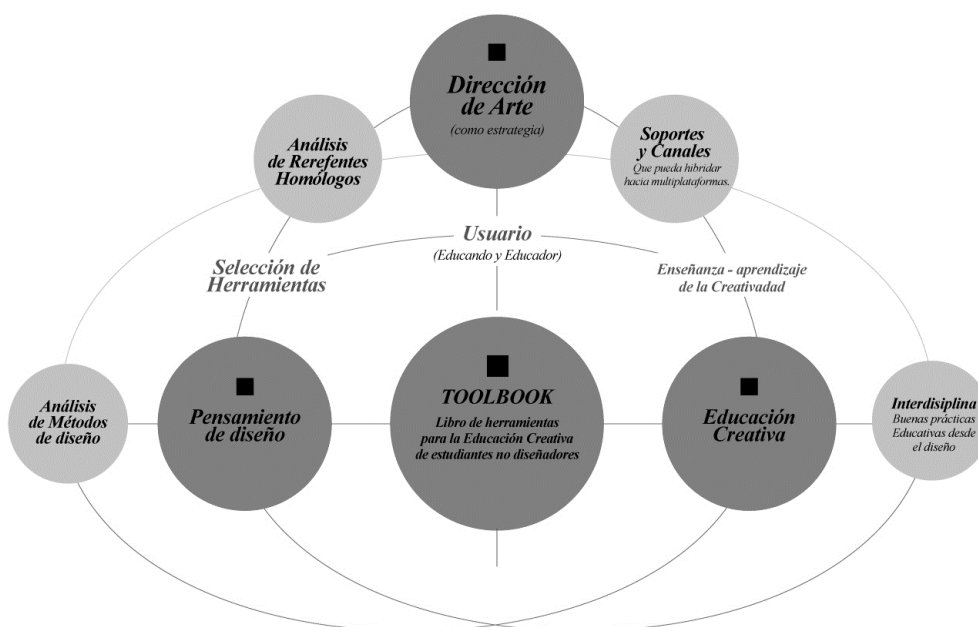 Dirección
de Arte
(como estrategia)
Análisis
de Rerefentes
Homólogos
Soportes
y Canales
Que pueda hibridar
hacia multiplataformas.
Usuario
(Educando y Educador)
Selección de
Herramientas
Enseñanza - aprendizaje
de la Creatividad
Análisis
de Métodos
de diseño
Pensamiento
de diseño
TOOLBOOK
Libro de herramientas
para la Educación Creativa
de estudiantes no diseñadores
Educación
Creativa
Interdisiplina
Buenas prácticas
Educativas desde
el diseño